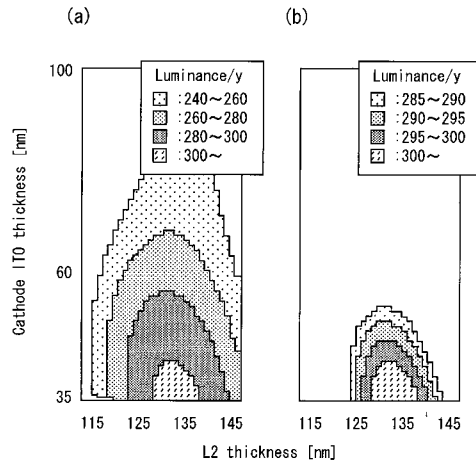 (a)
(b)
Luminance/y
:240～260
:260～280
:280～300
:300～
Luminance/y
:285～290
:290～295
:295～300
:300～
Cathode ITO thickness [nm]
100
60
35
115 125 135 145
115 125 135 145
L2 thickness [nm]